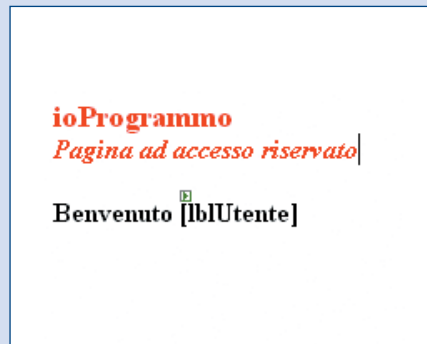 ioProgrammo
Pagina ad accesso riservato
Benvenuto [lblUtente]